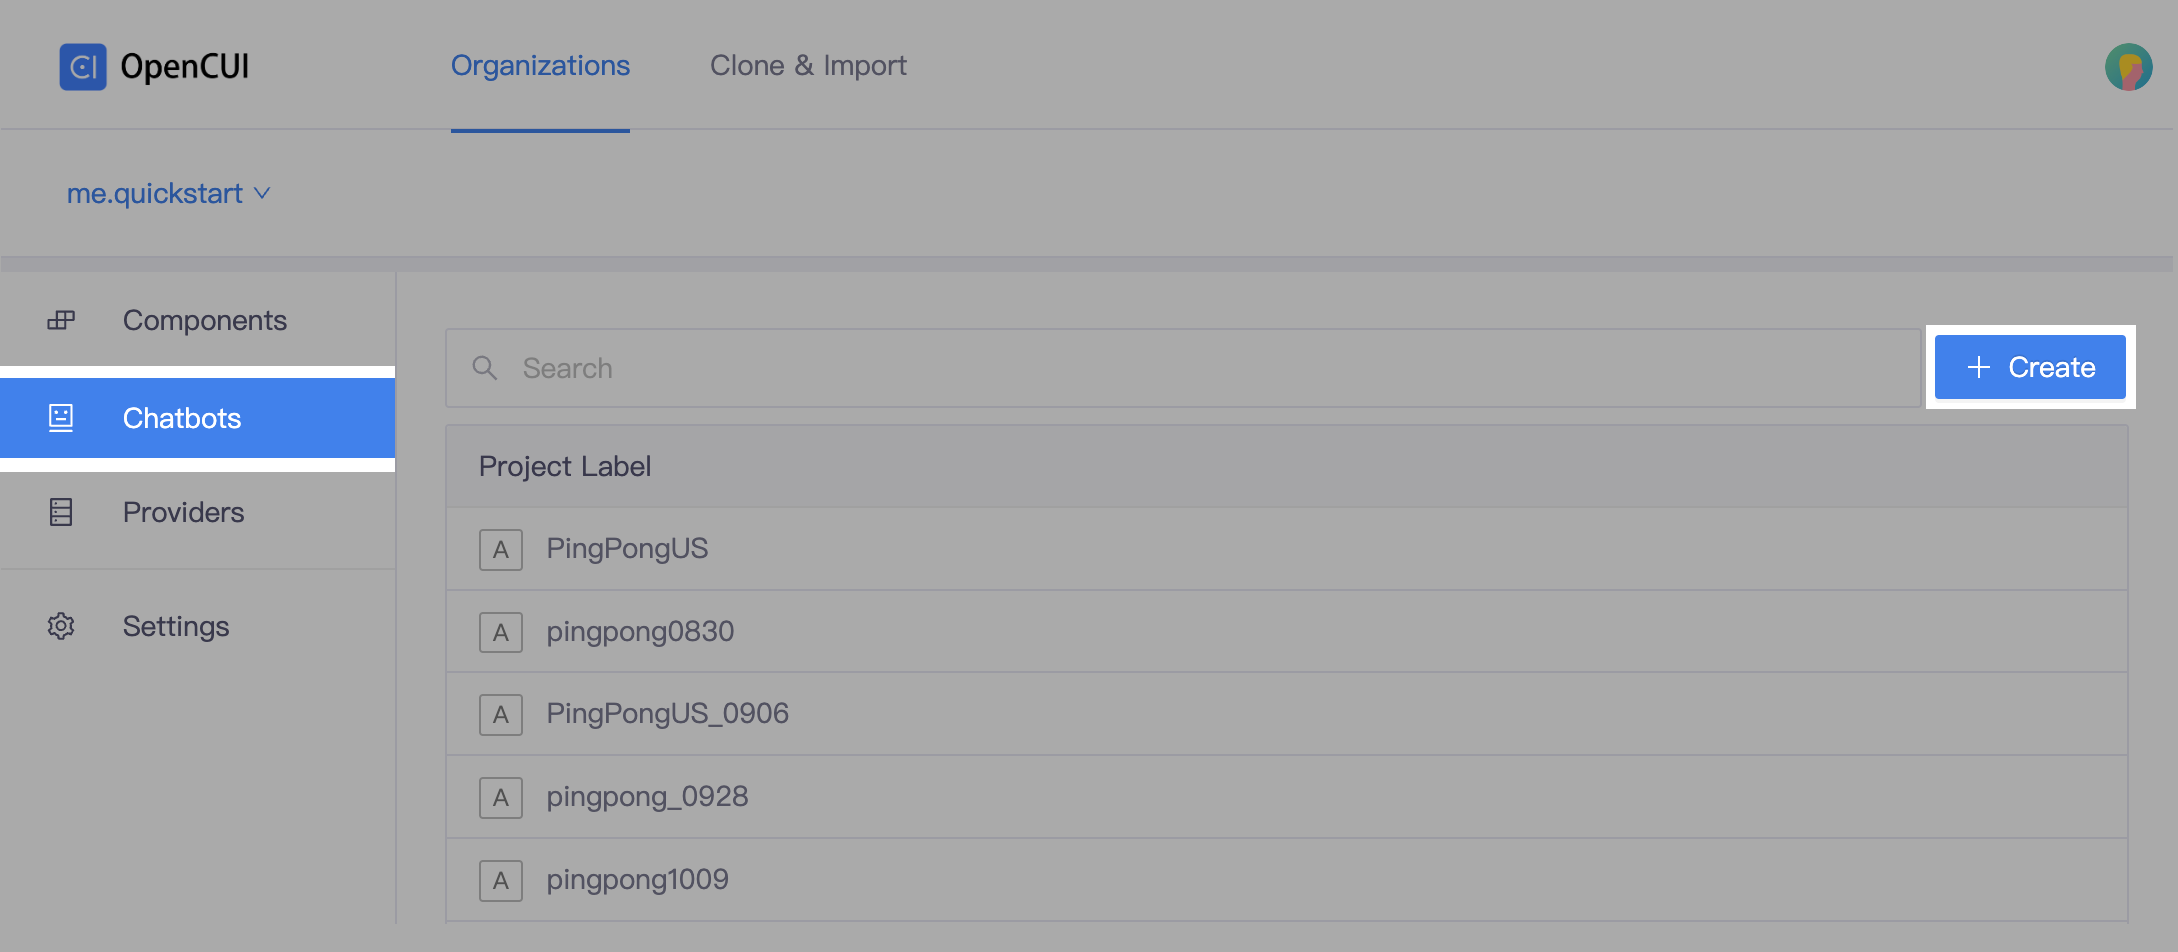 CI OpenCUI
Organizations
Clone & Import
me.quickstart
Components
Chatbots
Providers
Settings
Search
+ Create
Project Label
A PingPongUS
A pingpong0830
A PingPongUS_0906
A pingpong_0928
A pingpong1009